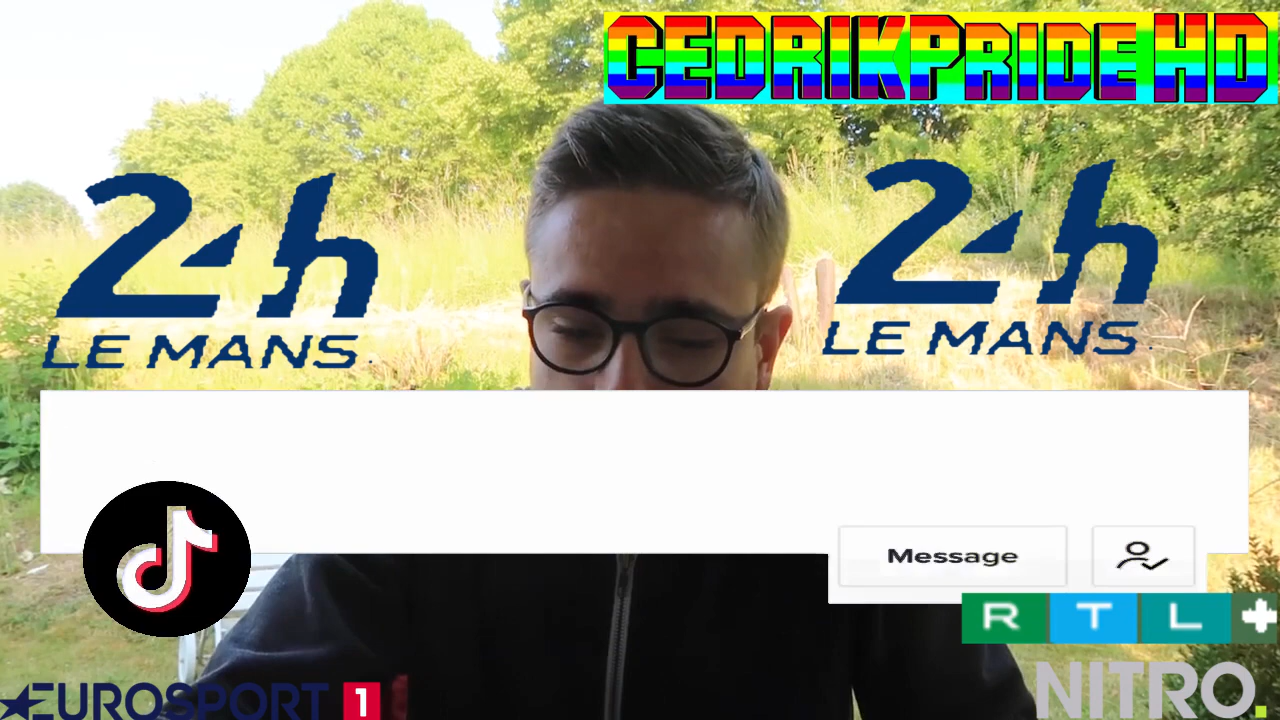 CEDRIKPRIDE HD
24h
LE MANS
24h
LE MANS
Message
RTL+
EUROSPORT 1
NITRO.